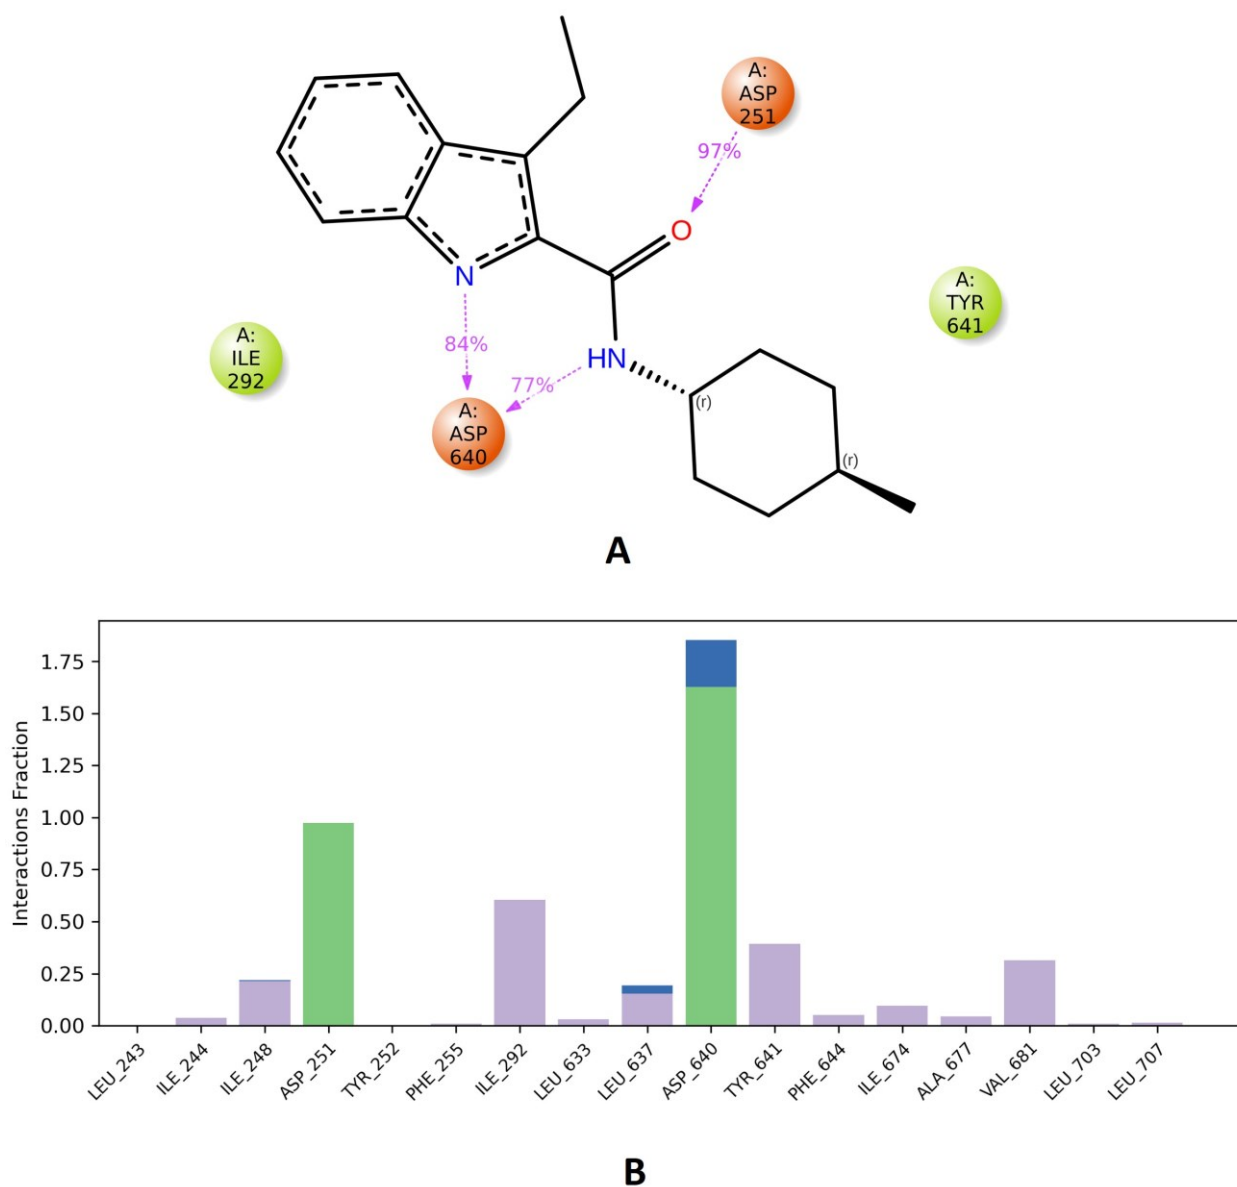 A:
ASP
251
97%
O
N
A:
TYR
641
A:
ILE
292
84%
HN
77%
(r)
A:
ASP
640
(r)
A
Interactions Fraction
1.75
1.50
1.25
1.00
0.75
0.50
0.25
0.00
LEU_243
ILE_244
ILE_248
ASP_251
TYR_252
PHE_255
ILE_292
LEU_633
LEU_637
ASP_640
TYR_641
PHE_644
ILE_674
ALA_677
VAL_681
LEU_703
LEU_707
B